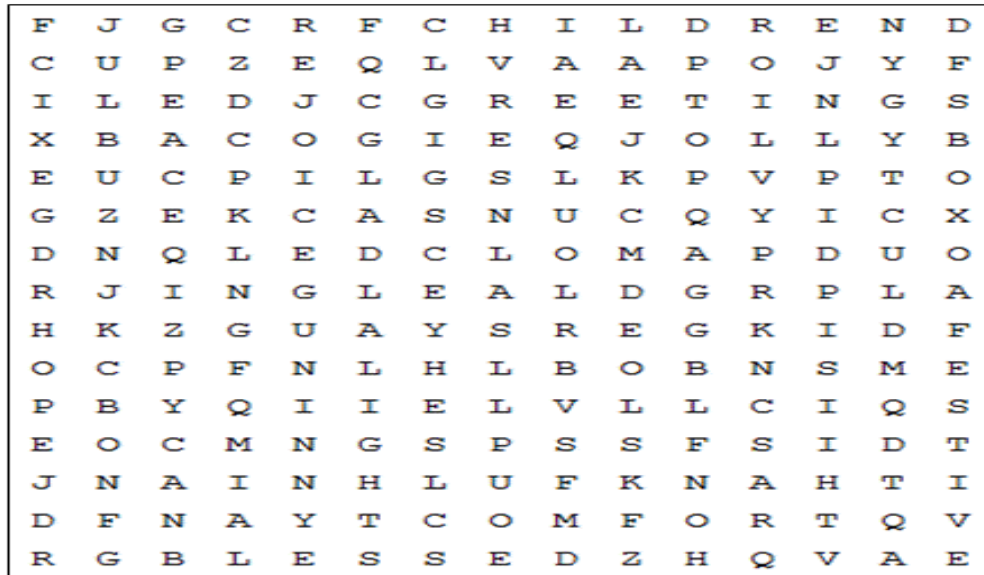 F J G C R F C H I L D R E N D
C U P Z E Q L V A A P O J Y F
I L E D J C G R E E T I N G S
X B A C O G I E Q J O L L Y B
E U C P I L G S L K P V P T O
G Z E K C A S N U C Q Y I C X
D N Q L E D C L O M A P D U O
R J I N G L E A L D G R P L A
H K Z G U A Y S R E G K I D F
O C P F N L H L B O B N S M E
P B Y Q I I E L V L L C I Q S
E O C M N G S P S S F S I D T
J N A I N H L U F K N A H T I
D F N A Y T C O M F O R T Q V
R G B L E S S E D Z H Q V A E